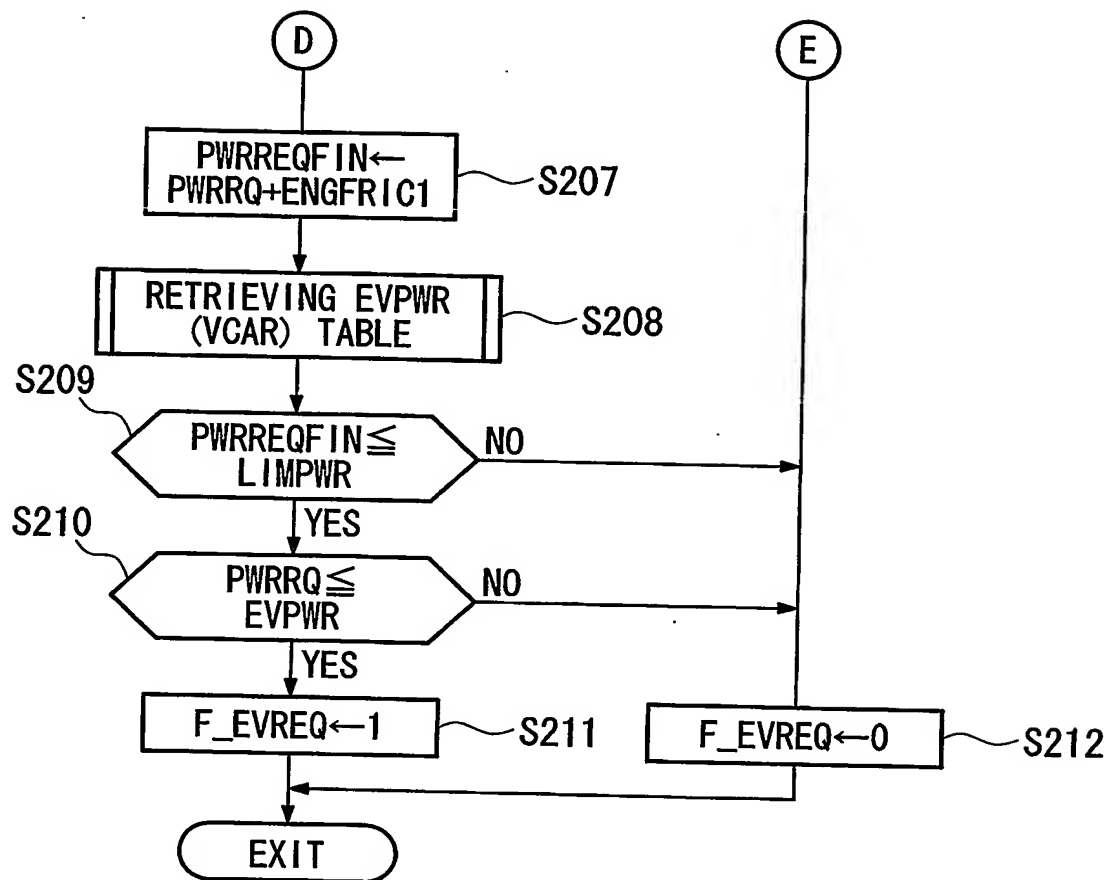 D
E
PWRREQFIN←
PWRRQ+ENGFRIC1
S207
RETRIEVING EVPWR
(VCAR) TABLE
S208
S209
PWRREQFIN≦
LIMPWR
NO
YES
S210
PWRRQ≦
EVPWR
NO
YES
F_EVREQ←1
S211
F_EVREQ←0
S212
EXIT